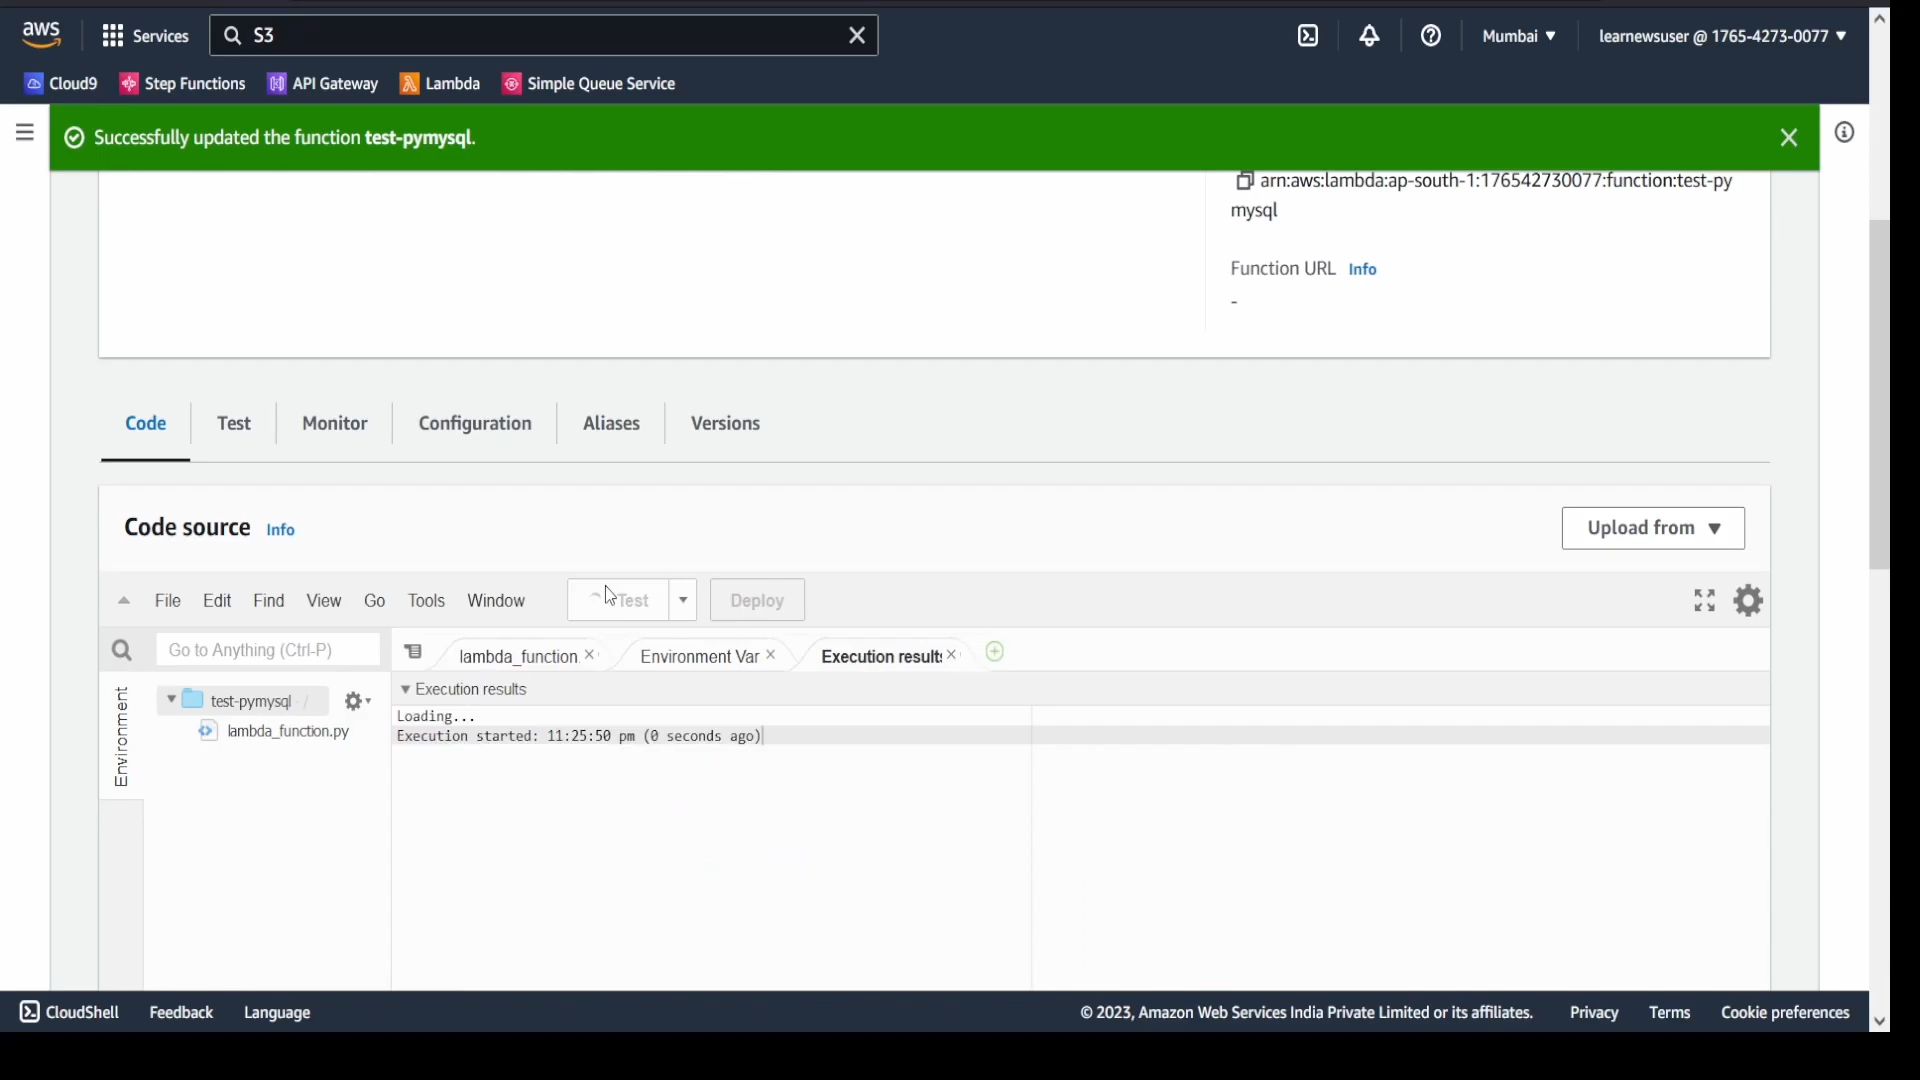 aws
Services
S3
Mumbai
learnewsuser @ 1765-4273-0077
Cloud9
Step Functions
API Gateway
Lambda
Simple Queue Service
Successfully updated the function test-pymysql.
arn:aws:lambda:ap-south-1:176542730077:function:test-py
mysql
Function URL Info
-
Code
Test
Monitor
Configuration
Aliases
Versions
Code source Info
Upload from
File
Edit
Find
View
Go
Tools
Window
Test
Deploy
Go to Anything (Ctrl-P)
lambda_function.
Environment Var
Execution results
Execution results
Environment
test-pymysql - /
lambda_function.py
Loading...
Execution started: 11:25:50 pm (0 seconds ago)
CloudShell
Feedback
Language
© 2023, Amazon Web Services India Private Limited or its affiliates.
Privacy
Terms
Cookie preferences